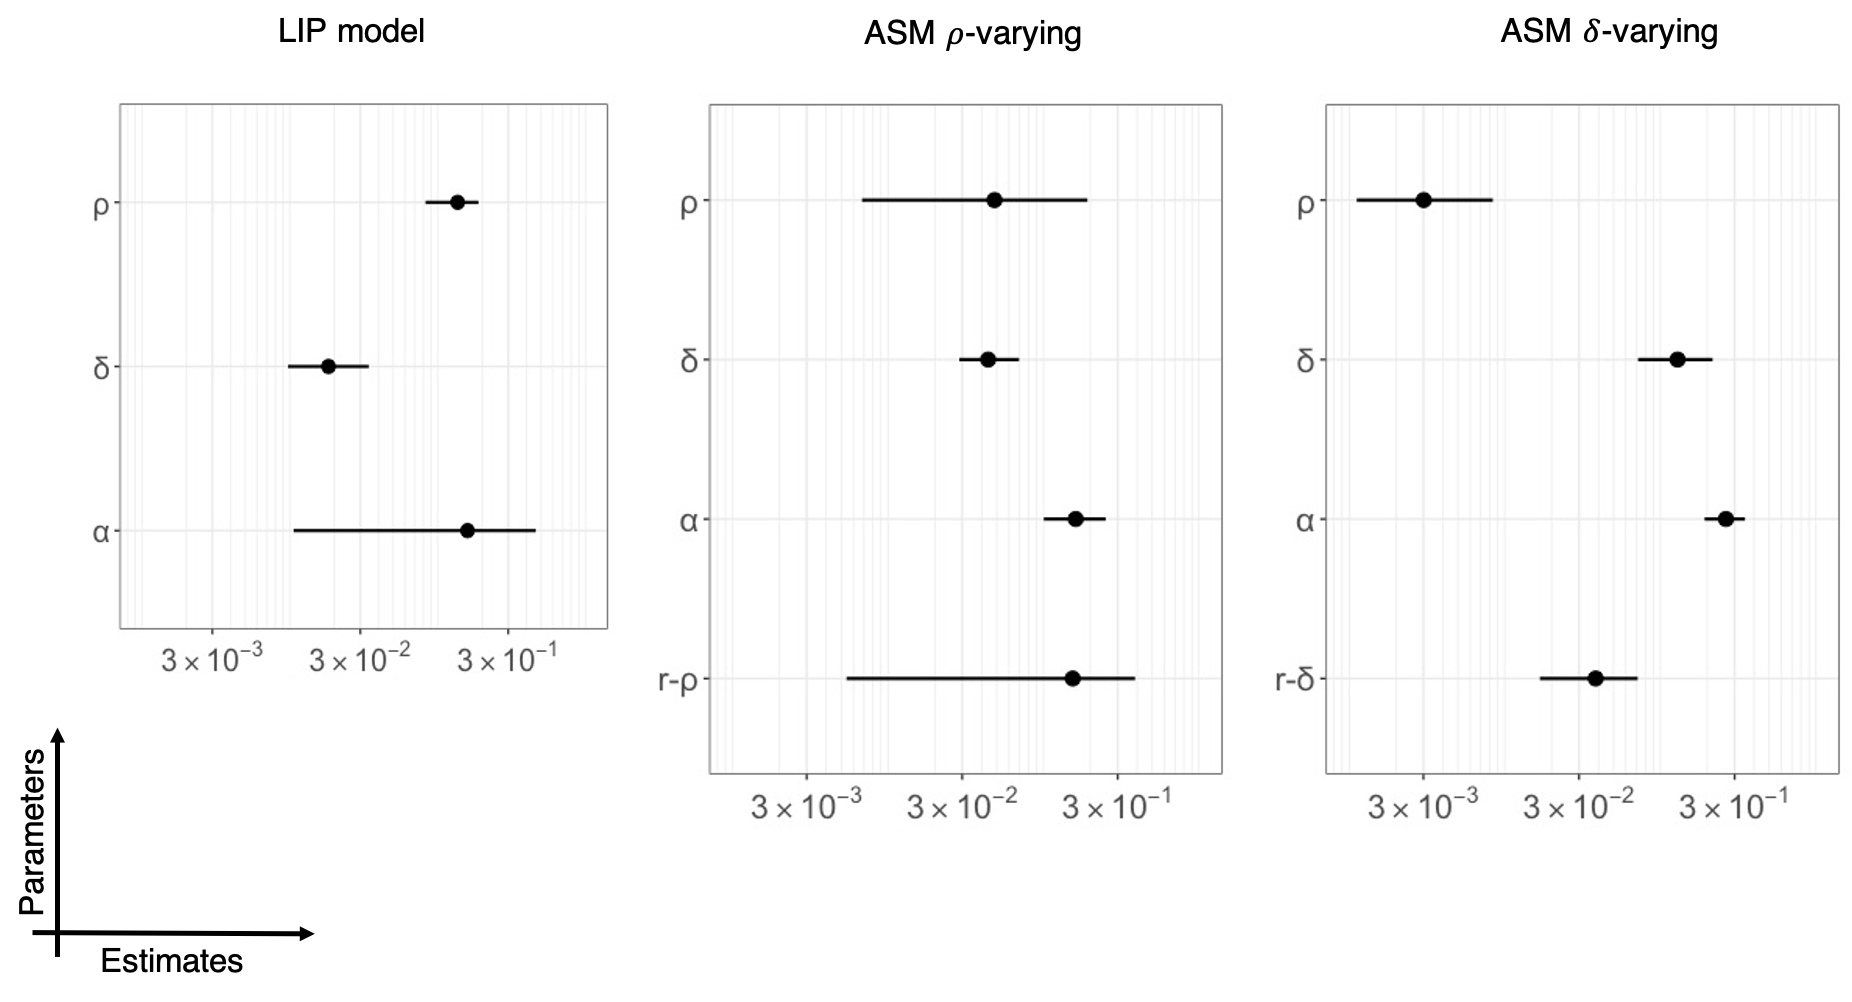 LIP model
ρ
δ
α
3 × 10⁻³ 3 × 10⁻² 3 × 10⁻¹
ASM ρ-varying
ρ
δ
α
r-ρ
3 × 10⁻³ 3 × 10⁻² 3 × 10⁻¹
ASM δ-varying
ρ
δ
α
r-δ
3 × 10⁻³ 3 × 10⁻² 3 × 10⁻¹
Parameters
Estimates